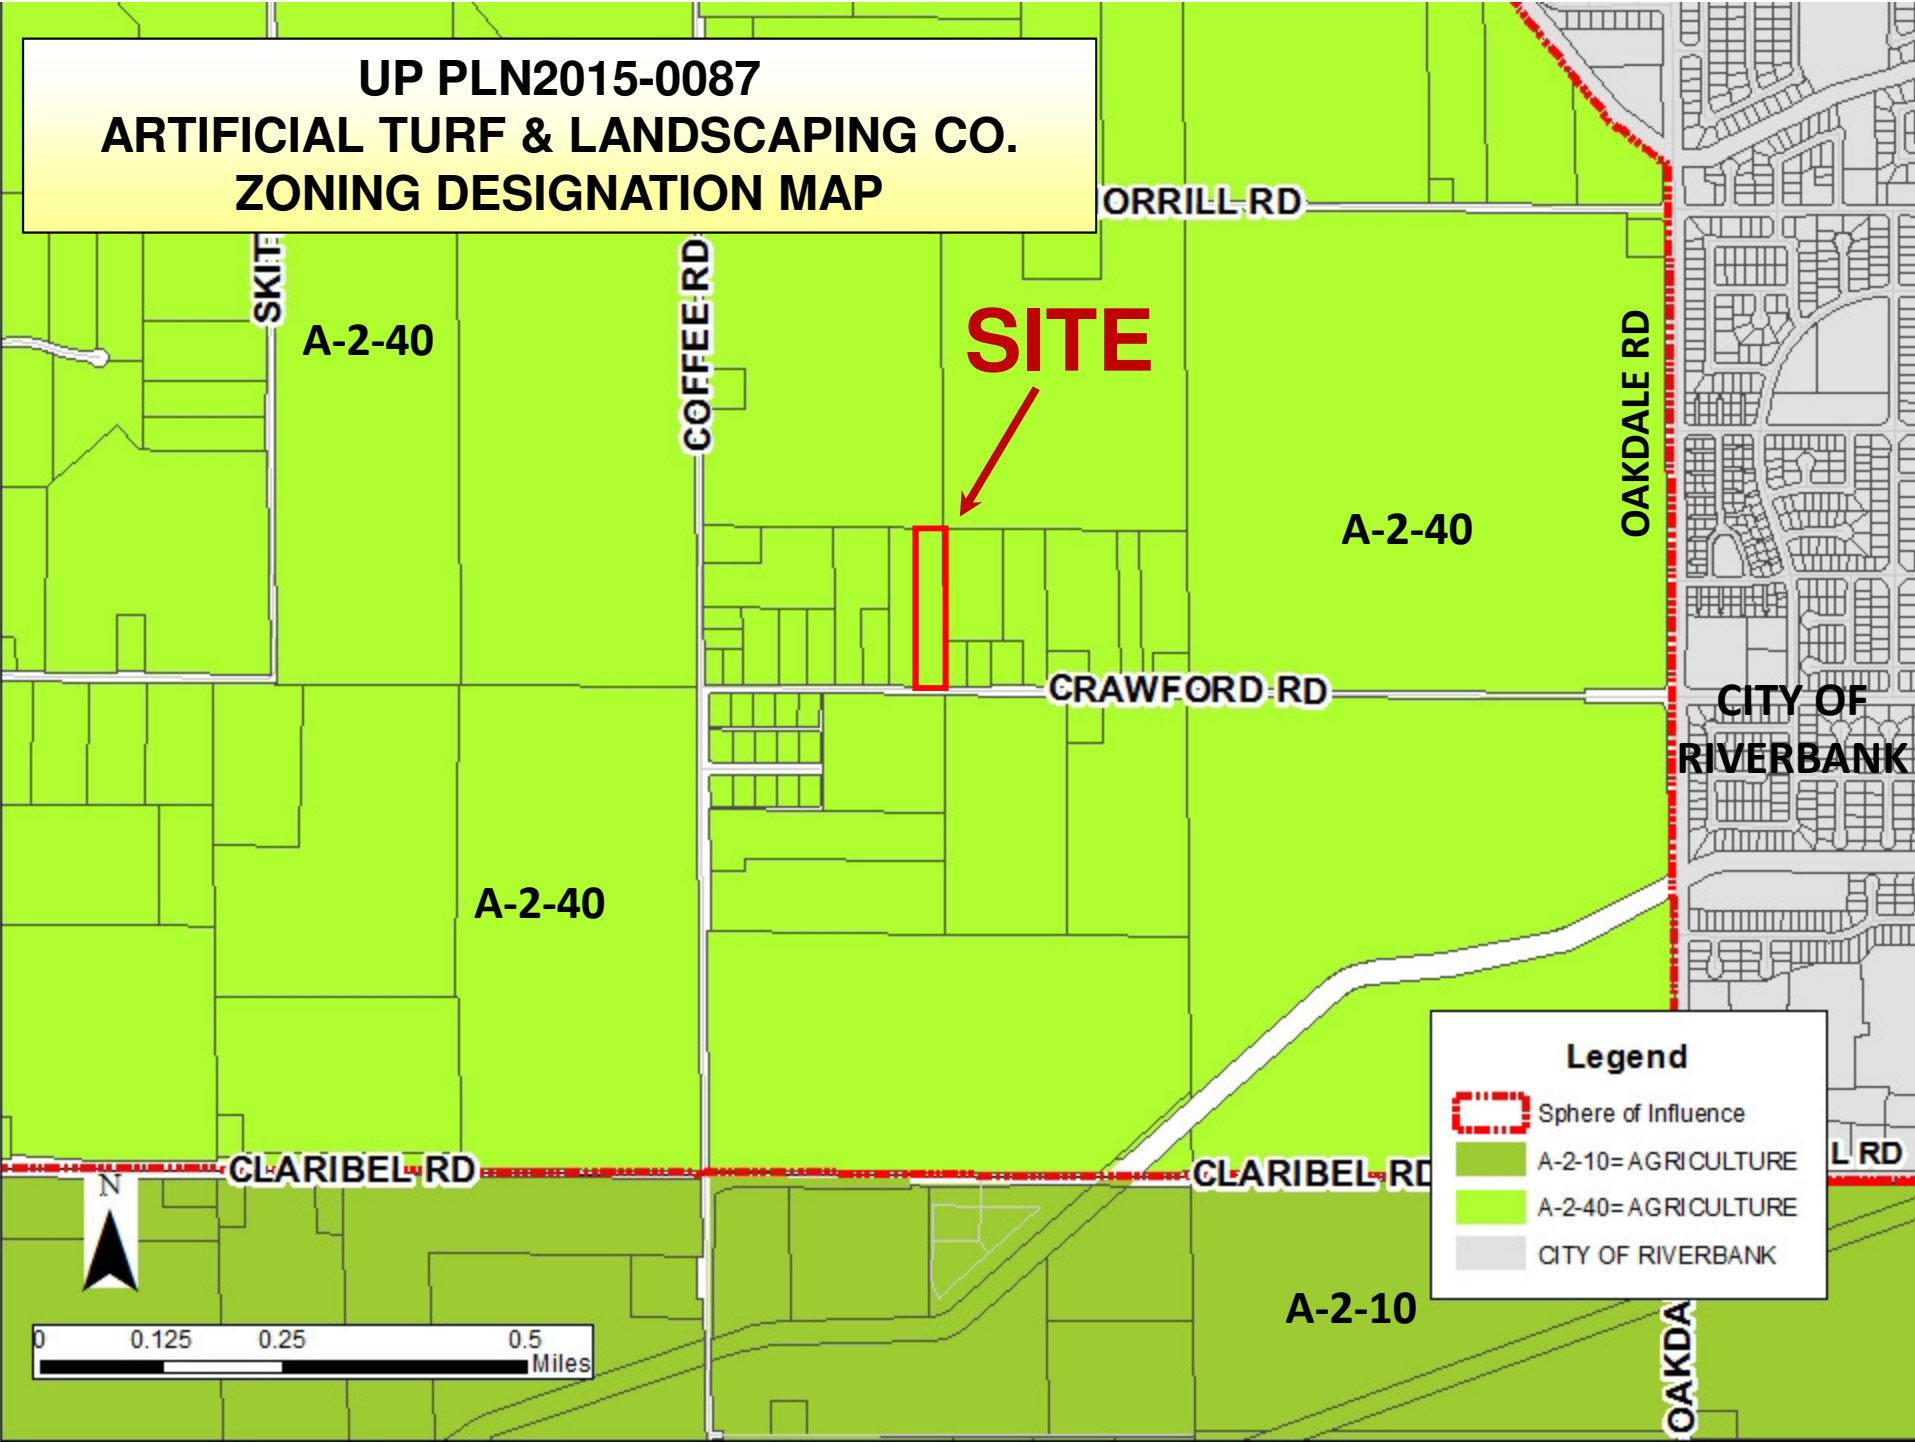 UP PLN2015-0087
ARTIFICIAL TURF & LANDSCAPING CO.
ZONING DESIGNATION MAP
ORRILL RD
SKIT
COFFEE RD
A-2-40
SITE
OAKDALE RD
A-2-40
CRAWFORD RD
CITY OF
RIVERBANK
A-2-40
CLARIBEL RD
CLARIBEL RD
L RD
N
Legend
Sphere of Influence
A-2-10=AGRICULTURE
A-2-40=AGRICULTURE
CITY OF RIVERBANK
A-2-10
OAKDA
0 0.125 0.25 0.5
Miles